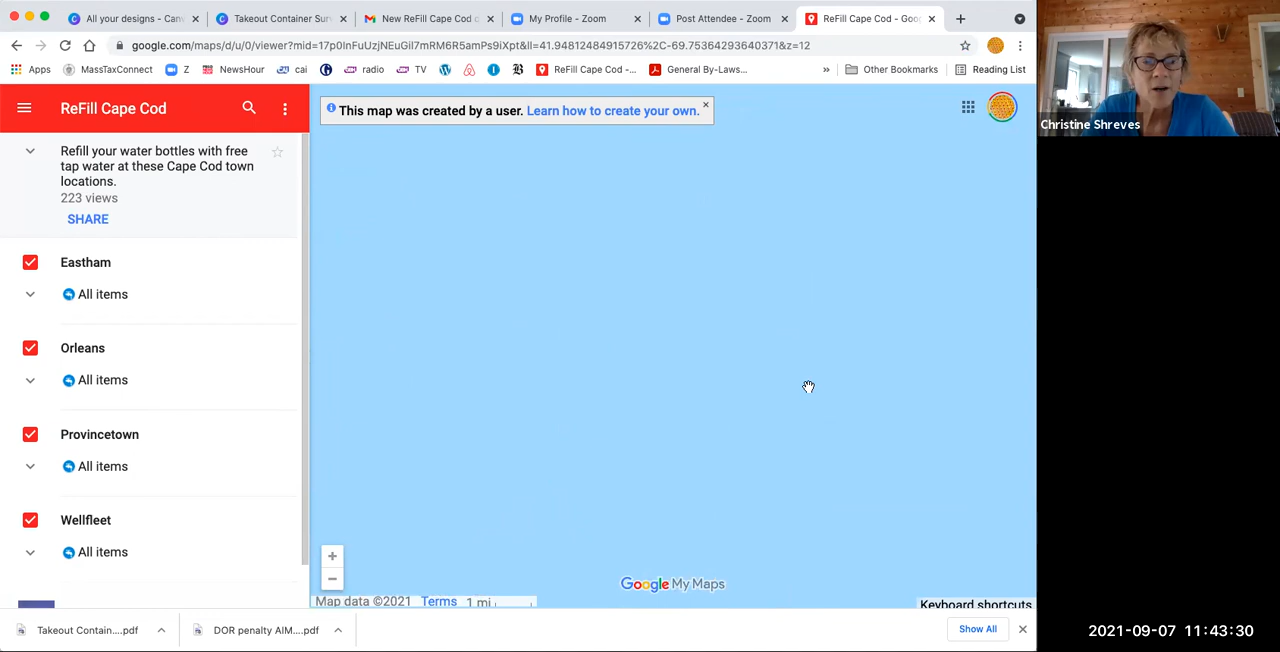 All your designs - Can
Takeout Container Sur
New ReFill Cape Cod c
My Profile - Zoom
Post Attendee - Zoom
ReFill Cape Cod - Goo
google.com/maps/d/u/0/viewer?mid=17p0InFuUzjNEuGil7mRM6R5amPs9iXpt&ll=41.94812484915726%2C-69.75364293640371&z=12
Apps
MassTaxConnect
Z
NewsHour
cai
radio
TV
ReFill Cape Cod -...
General By-Laws...
»
Other Bookmarks
Reading List
ReFill Cape Cod
This map was created by a user. Learn how to create your own.
Refill your water bottles with free
tap water at these Cape Cod town
locations.
223 views
SHARE
Eastham
All items
Orleans
All items
Provincetown
All items
Wellfleet
All items
Google My Maps
Map data ©2021 Terms 1 mi
Keyboard shortcuts
Takeout Contain....pdf
DOR penalty AIM....pdf
Show All
Christine Shreves
2021-09-07 11:43:30